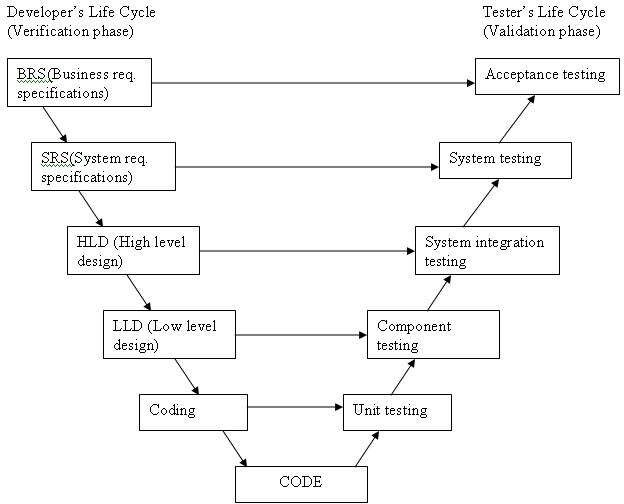 Developer's Life Cycle
(Verification phase)
Tester's Life Cycle
(Validation phase)
BRS(Business req.
specifications)
Acceptance testing
SRS(System req.
specifications)
System testing
HLD (High level
design)
System integration
testing
LLD (Low level
design)
Component
testing
Coding
Unit testing
CODE